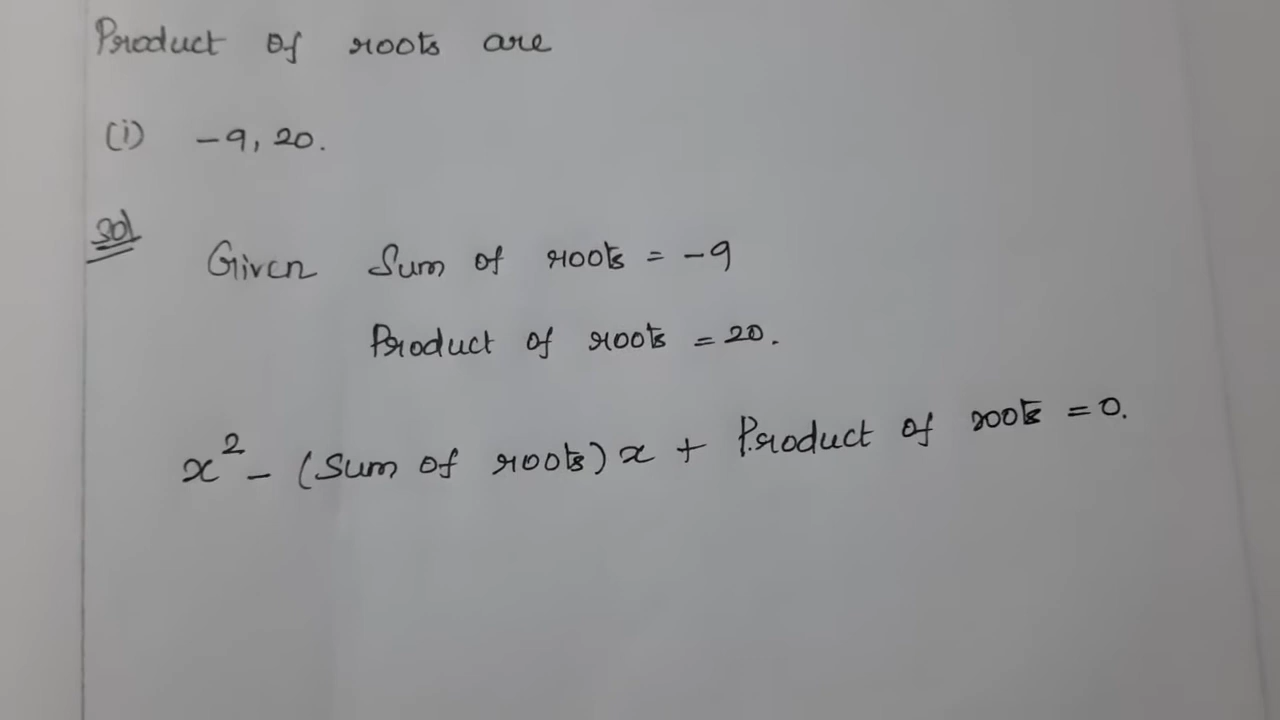 Product of roots are
(i) -9, 20.
Sol
Given Sum of roots = -9
Product of roots = 20.
x² - (Sum of roots) x + Product of roots = 0.